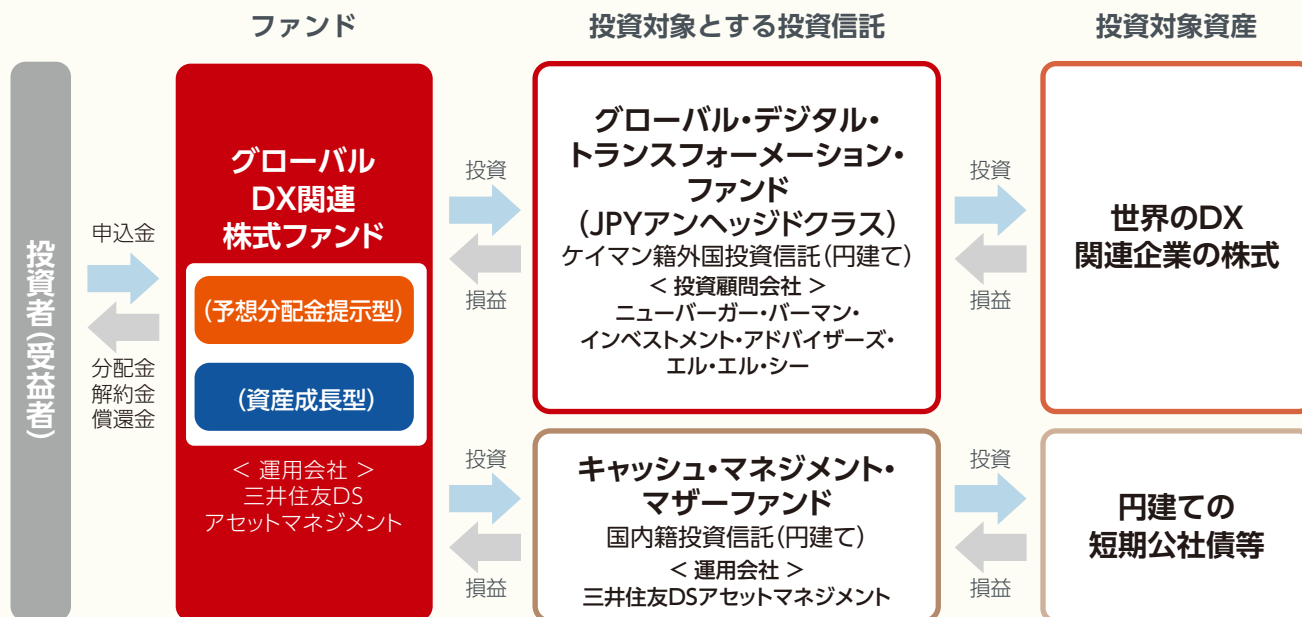 ファンド
投資対象とする投資信託
投資対象資産
投資者(受益者)
申込金
分配金
解約金
償還金
グローバル
DX関連
株式ファンド
(予想分配金提示型)
(資産成長型)
< 運用会社 >
三井住友DS
アセットマネジメント
投資
損益
グローバル・デジタル・
トランスフォーメーション・
ファンド
(JPYアンヘッジドクラス)
ケイマン籍外国投資信託(円建て)
< 投資顧問会社 >
ニューバーガー・バーマン・
インベストメント・アドバイザーズ・
エル・エル・シー
投資
損益
世界のDX
関連企業の株式
投資
損益
キャッシュ・マネジメント・
マザーファンド
国内籍投資信託(円建て)
< 運用会社 >
三井住友DSアセットマネジメント
投資
損益
円建ての
短期公社債等